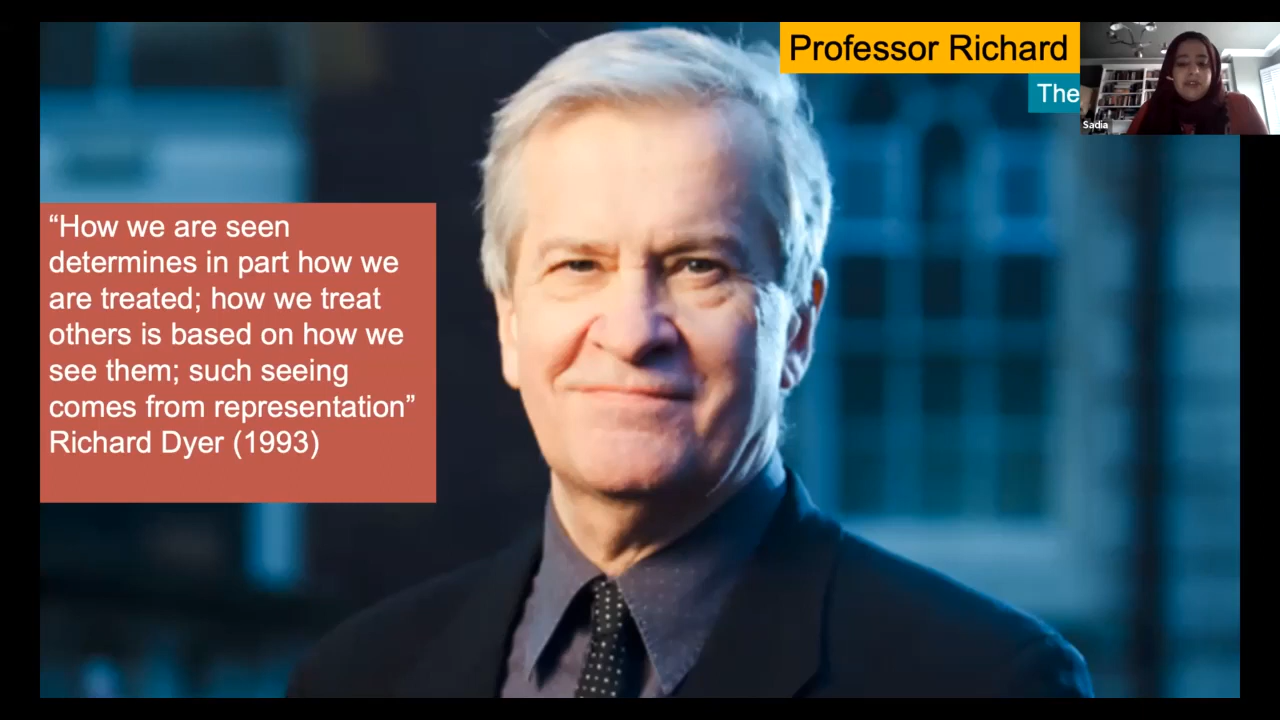 Professor Richard
The
Sadia
“How we are seen
determines in part how we
are treated; how we treat
others is based on how we
see them; such seeing
comes from representation”
Richard Dyer (1993)